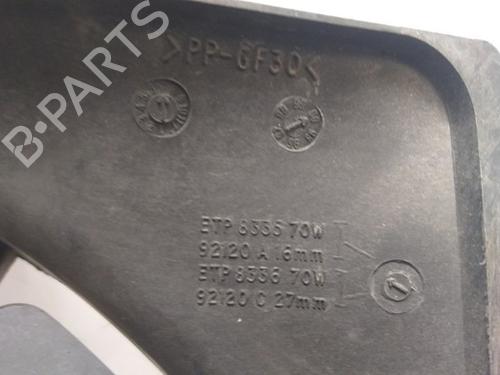 >PP-GF30<
ETP 8335 70W
92120 A 16mm
ETP 8336 70W
92120 C 27mm
B-PARTS